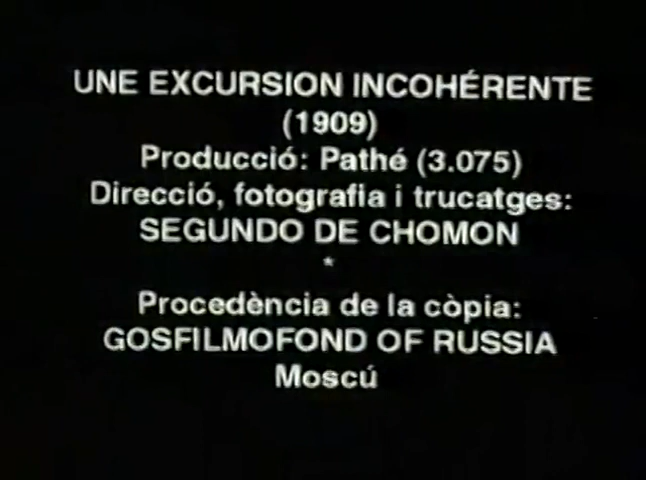 UNE EXCURSION INCOHÉRENTE
(1909)
Producció: Pathé (3.075)
Direcció, fotografia i trucatges:
SEGUNDO DE CHOMON
*
Procedència de la còpia:
GOSFILMOFOND OF RUSSIA
Moscú